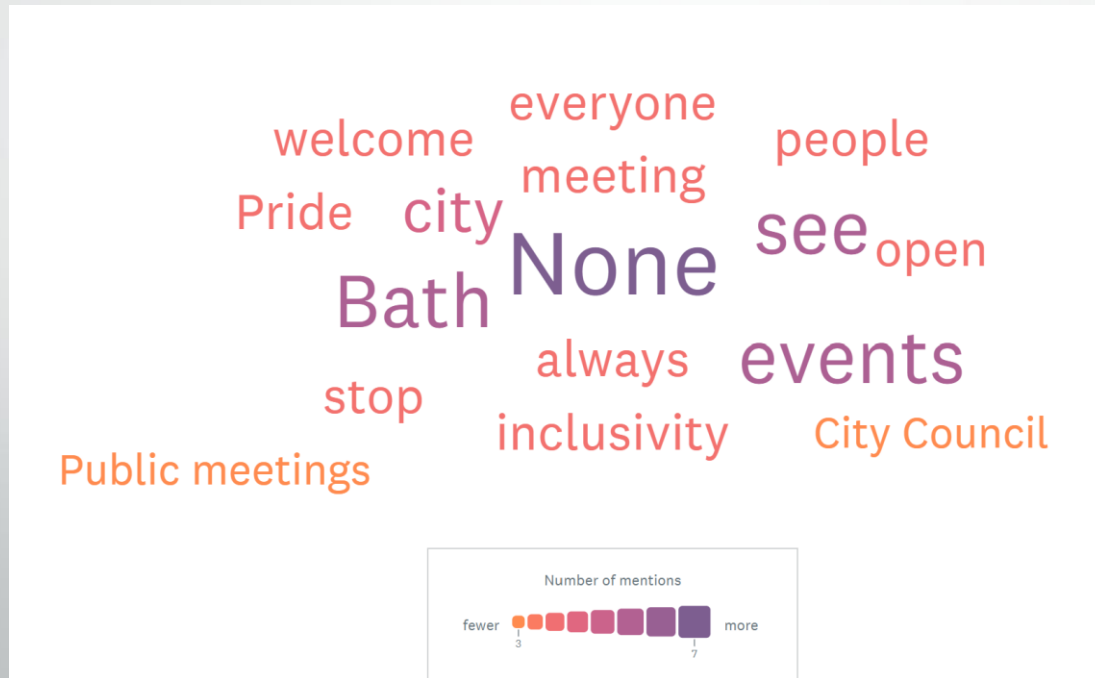 everyone
welcome
people
meeting
Pride
city
see
open
None
Bath
always
events
stop
inclusivity
City Council
Public meetings
Number of mentions
fewer
more
3
7